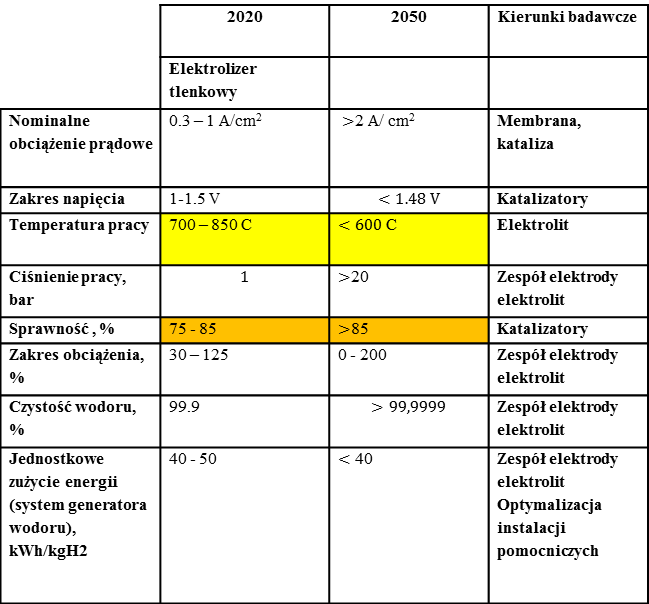 2020 2050 Kierunki badawcze
Elektrolizer
tlenkowy
Nominalne
obciążenie prądowe
0.3 – 1 A/cm²
>2 A/ cm²
Membrana,
kataliza
Zakres napięcia 1-1.5 V < 1.48 V Katalizatory
Temperatura pracy 700 – 850 C < 600 C Elektrolit
Ciśnienie pracy,
bar
1
>20
Zespół elektrody
elektrolit
Sprawność , % 75 - 85 >85 Katalizatory
Zakres obciążenia,
%
30 – 125
0 - 200
Zespół elektrody
elektrolit
Czystość wodoru,
%
99.9
> 99,9999
Zespół elektrody
elektrolit
Jednostkowe
zużycie energii
(system generatora
wodoru),
kWh/kgH2
40 - 50
< 40
Zespół elektrody
elektrolit
Optymalizacja
instalacji
pomocniczych